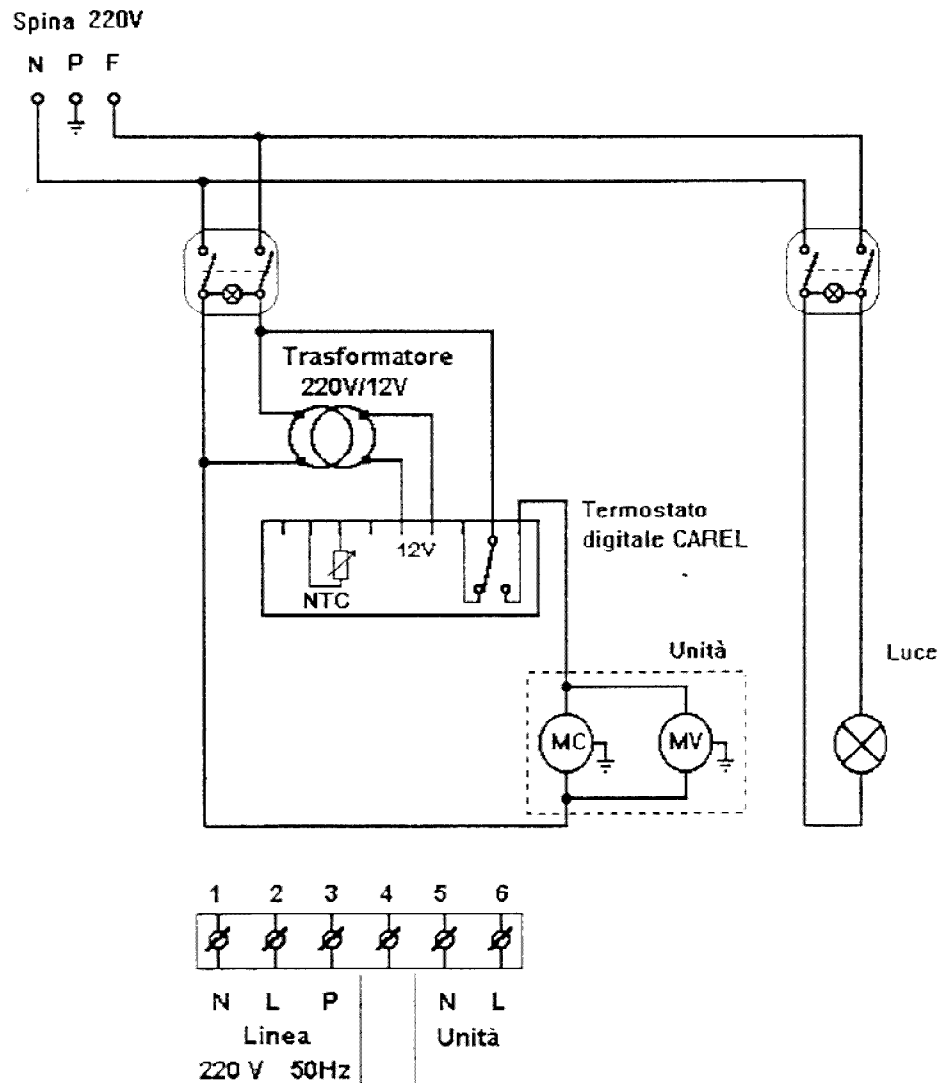 Spina 220V
N P F
Trasformatore
220V/12V
12V
NTC
Termostato
digitale CAREL
Unità
Luce
MC
MV
1 2 3 4 5 6
N L P N L
Linea Unità
220 V 50Hz